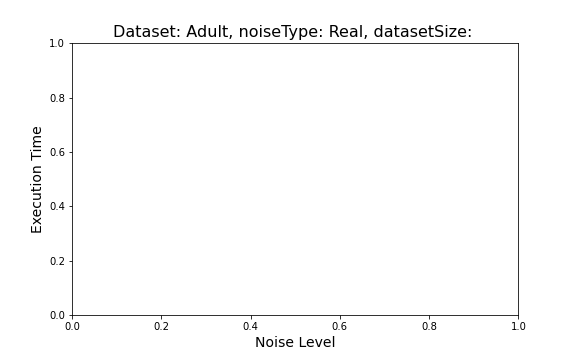 Dataset: Adult, noiseType: Real, datasetSize:
1.0
0.8
0.6
0.4
0.2
0.0
Execution Time
0.0 0.2 0.4 0.6 0.8 1.0
Noise Level